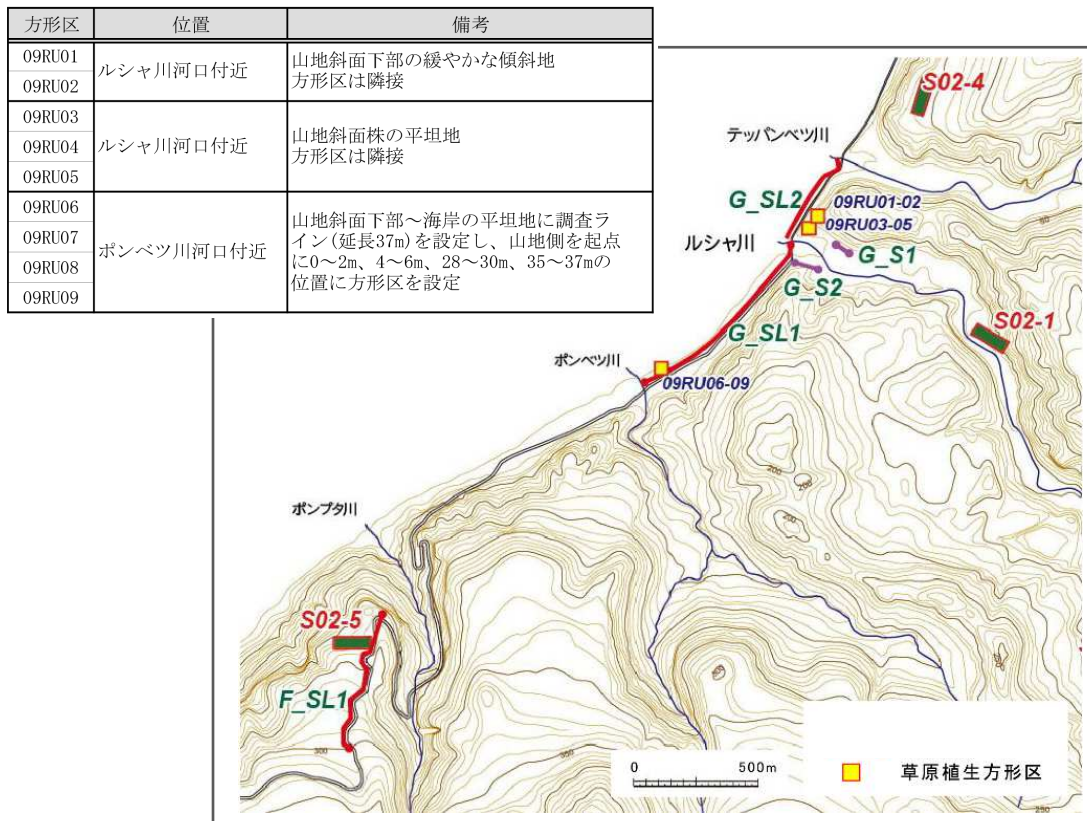 方形区 位置 備考
09RU01
09RU02
ルシャ川河口付近
山地斜面下部の緩やかな傾斜地
方形区は隣接
09RU03
09RU04
09RU05
ルシャ川河口付近
山地斜面株の平坦地
方形区は隣接
09RU06
09RU07
09RU08
09RU09
ポンベツ川河口付近
山地斜面下部～海岸の平坦地に調査ラ
イン(延長37m)を設定し、山地側を起点
に0～2m、4～6m、28～30m、35～37mの
位置に方形区を設定
S02-4
テッパンベツ川
G_SL2
09RU01-02
09RU03-05
ルシャ川
G_S1
G_S2
S02-1
G_SL1
ポンベツ川
09RU06-09
200
200
200
ポンプタ川
S02-5
F_SL1
300
300
250
0 500m
草原植生方形区